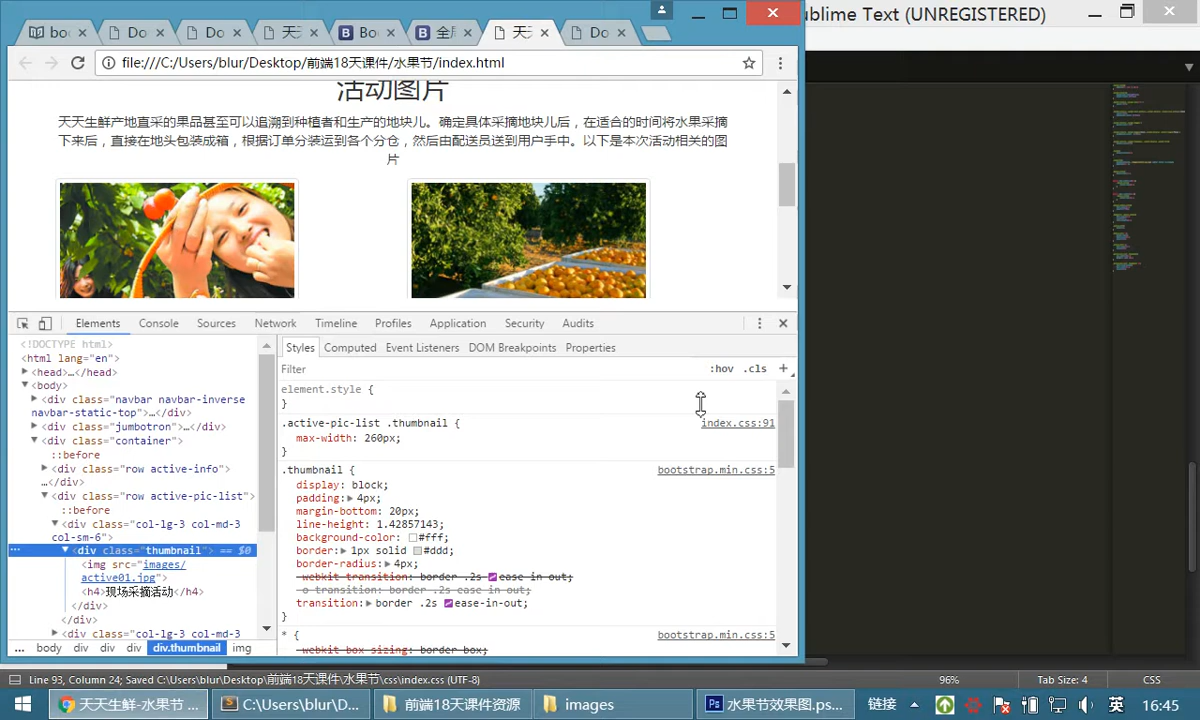 blime Text (UNREGISTERED)
bo
Do
Do
天天
Bo
全局
天天
Do
file:///C:/Users/blur/Desktop/前端18天课件/水果节/index.html
活动图片
天天生鲜产地直采的果品甚至可以追溯到种植者和生产的地块儿。确定具体采摘地块儿后，在适合的时间将水果采摘
下来后，直接在地头包装成箱，根据订单分装运到各个分仓，然后由配送员送到用户手中。以下是本次活动相关的图
片
Elements Console Sources Network Timeline Profiles Application Security Audits
<!DOCTYPE html>
<html lang="en">
<head>…</head>
<body>
<div class="navbar navbar-inverse
navbar-static-top">…</div>
<div class="jumbotron">…</div>
<div class="container">
::before
<div class="row active-info">
…</div>
<div class="row active-pic-list">
::before
<div class="col-lg-3 col-md-3
col-sm-6">
… <div class="thumbnail"> == $0
<img src="images/
active01.jpg">
<h4>现场采摘活动</h4>
</div>
</div>
<div class="col-lg-3 col-md-3
... body div div div div.thumbnail img
Styles Computed Event Listeners DOM Breakpoints Properties
Filter :hov .cls +
element.style {
}
.active-pic-list .thumbnail { index.css:91
max-width: 260px;
}
.thumbnail { bootstrap.min.css:5
display: block;
padding: 4px;
margin-bottom: 20px;
line-height: 1.42857143;
background-color: #fff;
border: 1px solid #ddd;
border-radius: 4px;
-webkit-transition: border .2s ease-in-out;
-o-transition: border .2s ease-in-out;
transition: border .2s ease-in-out;
}
* { bootstrap.min.css:5
-webkit-box-sizing: border-box;
Line 93, Column 24; Saved C:\Users\blur\Desktop\前端18天课件\水果节\css\index.css (UTF-8) 96% Tab Size: 4 CSS
天天生鲜-水果节 ... C:\Users\blur\D... 前端18天课件资源 images 水果节效果图.ps... 链接 英 16:45